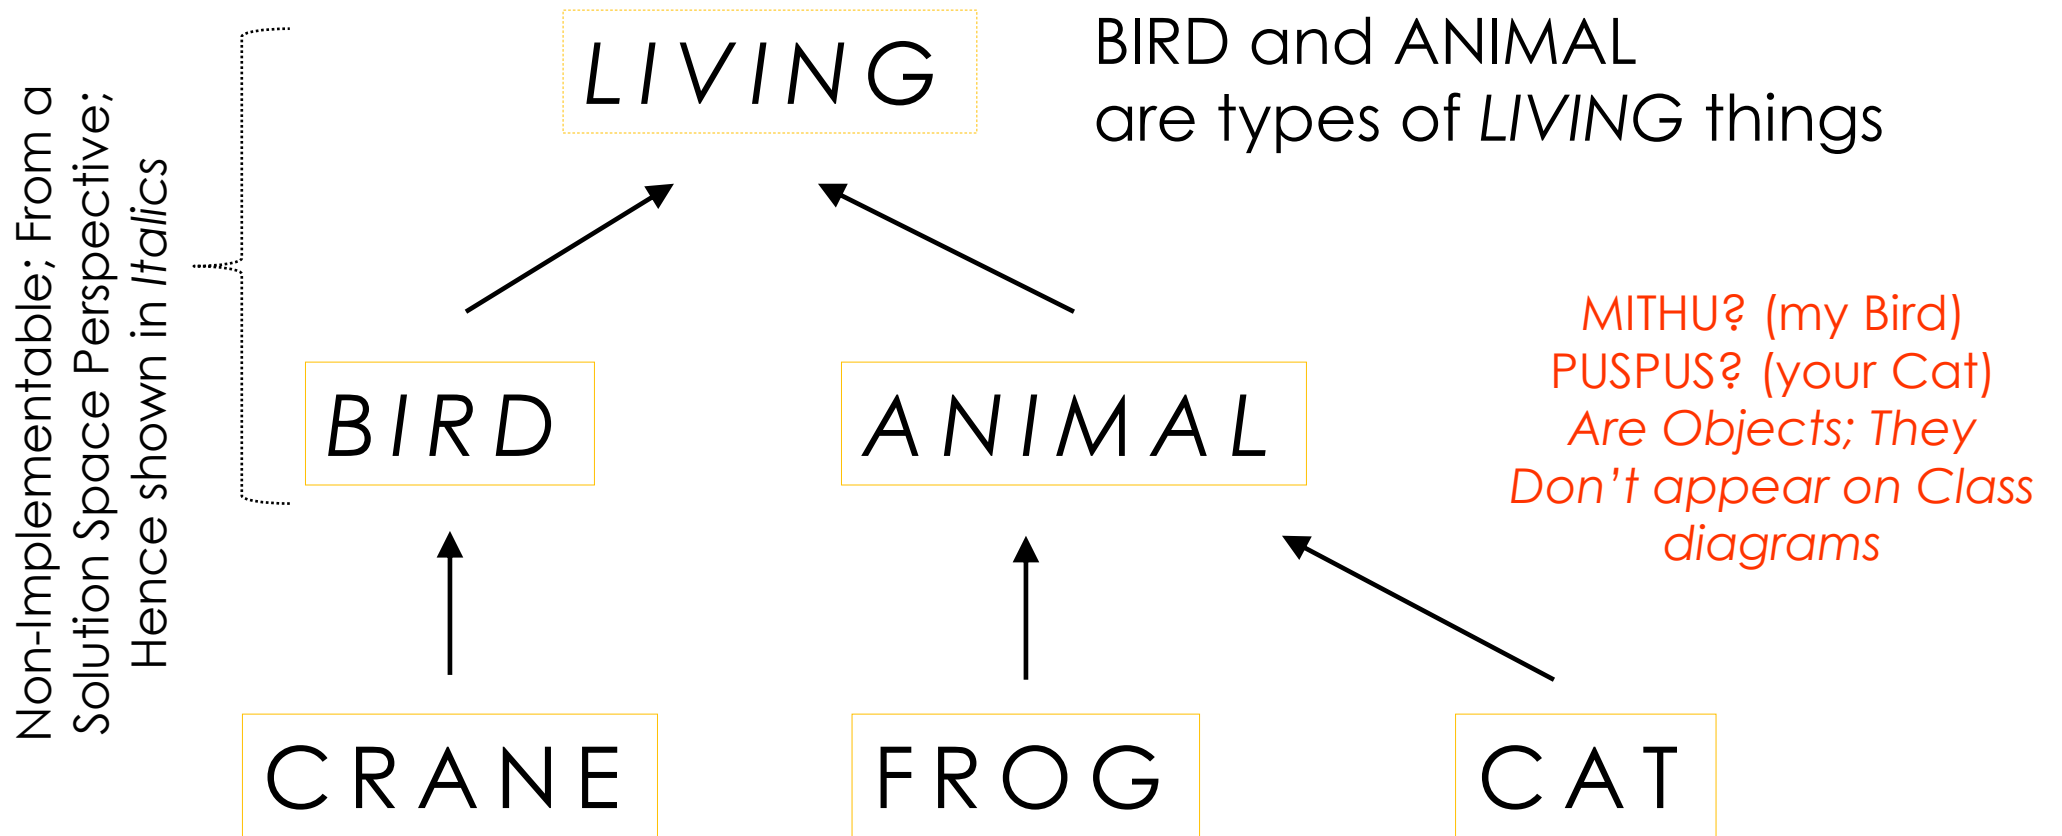 Non-Implementable; From a
Solution Space Perspective;
Hence shown in Italics
LIVING
BIRD and ANIMAL
are types of LIVING things
BIRD
ANIMAL
MITHU? (my Bird)
PUSPUS? (your Cat)
Are Objects; They
Don’t appear on Class
diagrams
CRANE
FROG
CAT